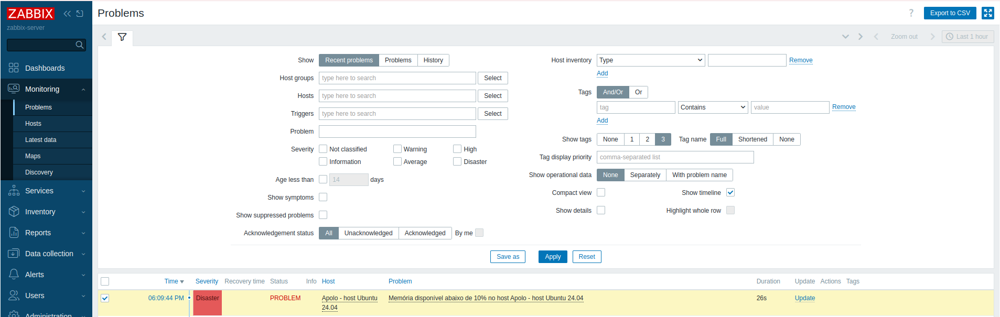 ZABBIX
zabbix-server
Dashboards
Monitoring
Problems
Hosts
Latest data
Maps
Discovery
Services
Inventory
Reports
Data collection
Alerts
Users
Administration
Problems
? Export to CSV
Zoom out Last 1 hour
Show Recent problems Problems History
Host groups type here to search Select
Hosts type here to search Select
Triggers type here to search Select
Problem
Severity Not classified Warning High
Information Average Disaster
Age less than 14 days
Show symptoms
Show suppressed problems
Acknowledgement status All Unacknowledged Acknowledged By me
Host inventory Type Remove
Add
Tags And/Or Or
tag Contains value Remove
Add
Show tags None 1 2 3 Tag name Full Shortened None
Tag display priority comma-separated list
Show operational data None Separately With problem name
Compact view Show timeline
Show details Highlight whole row
Save as Apply Reset
Time Severity Recovery time Status Info Host Problem Duration Update Actions Tags
06:09:44 PM Disaster PROBLEM Apolo - host Ubuntu Memória disponível abaixo de 10% no host Apolo - host Ubuntu 24.04 26s Update
24.04